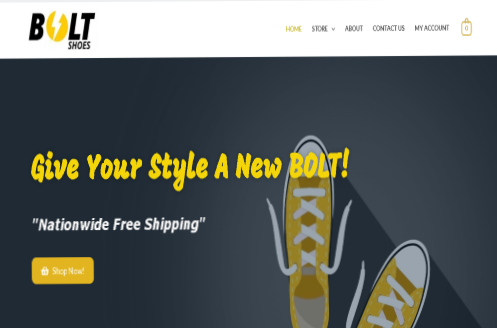 BOLT
SHOES
HOME STORE ABOUT CONTACT US MY ACCOUNT 0
Give Your Style A New BOLT!
"Nationwide Free Shipping"
Shop Now!